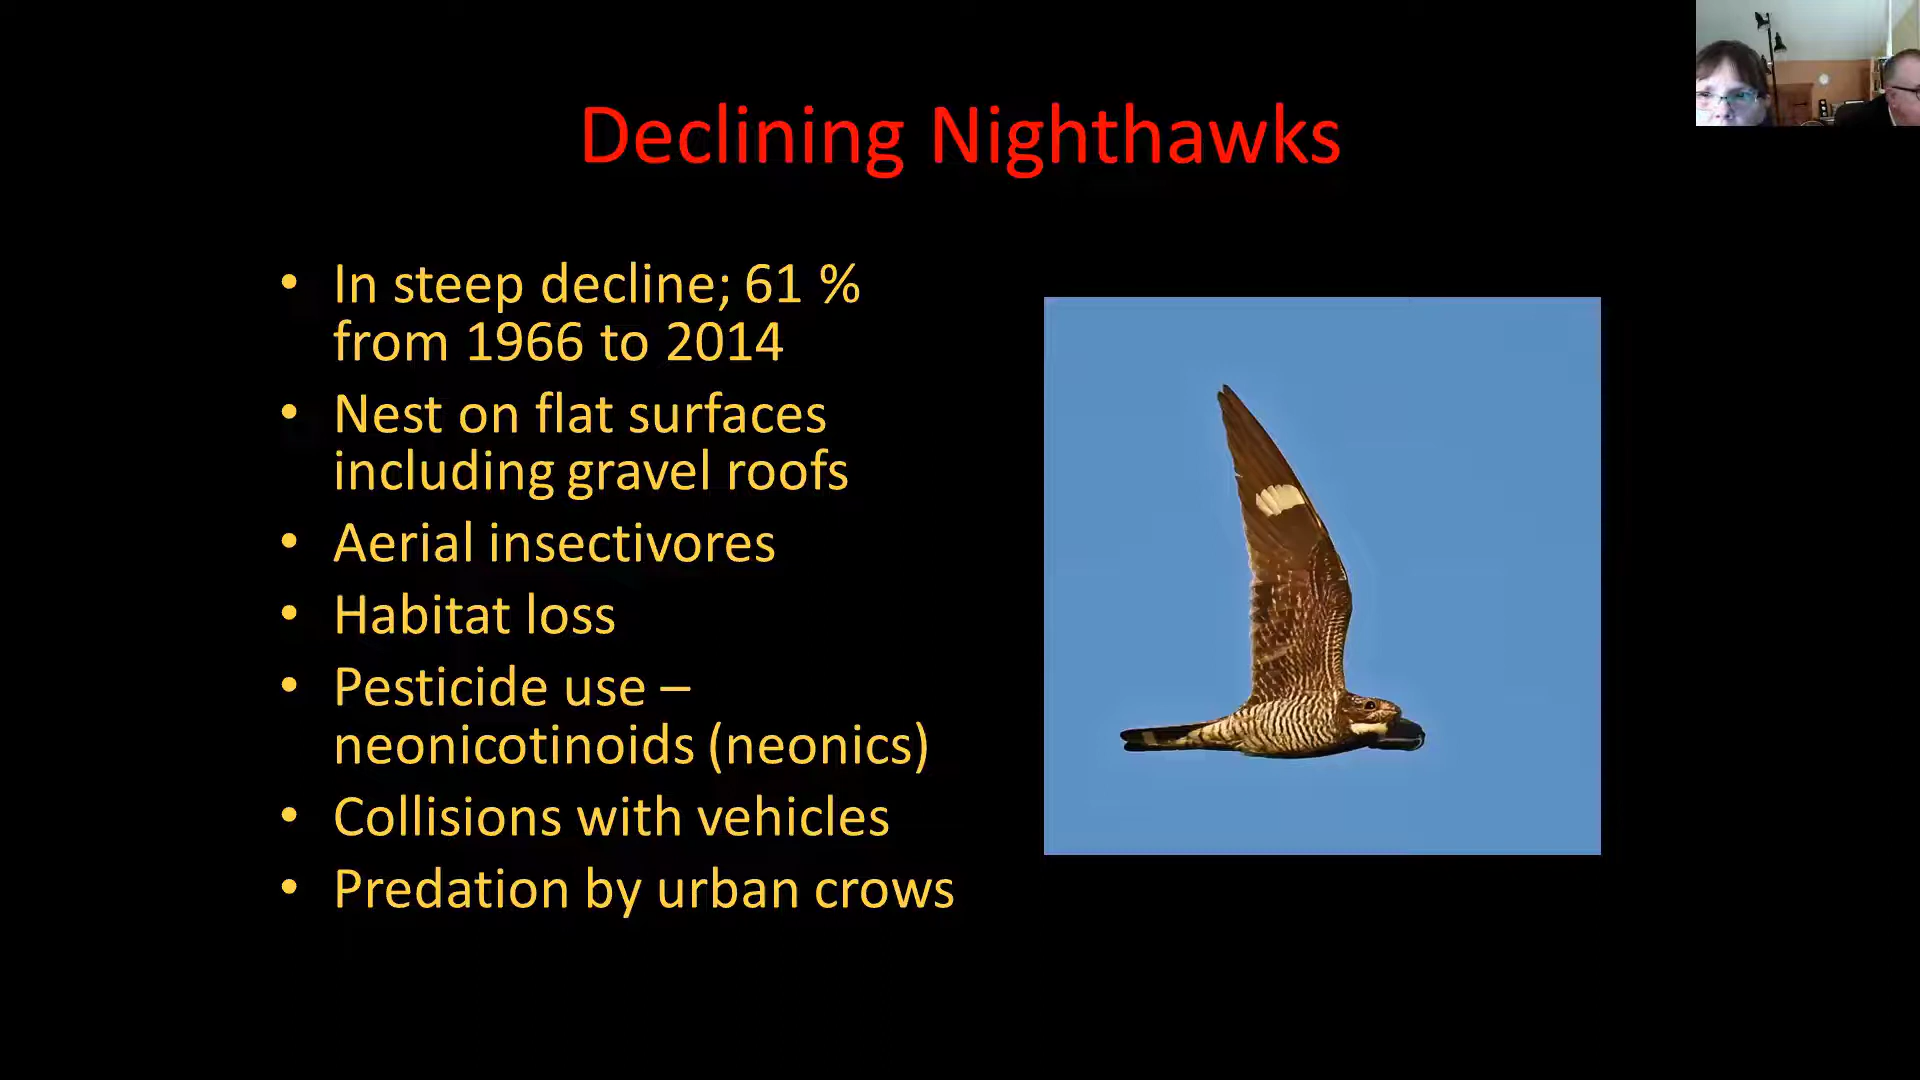 Declining Nighthawks
• In steep decline; 61 %
from 1966 to 2014
• Nest on flat surfaces
including gravel roofs
• Aerial insectivores
• Habitat loss
• Pesticide use –
neonicotinoids (neonics)
• Collisions with vehicles
• Predation by urban crows